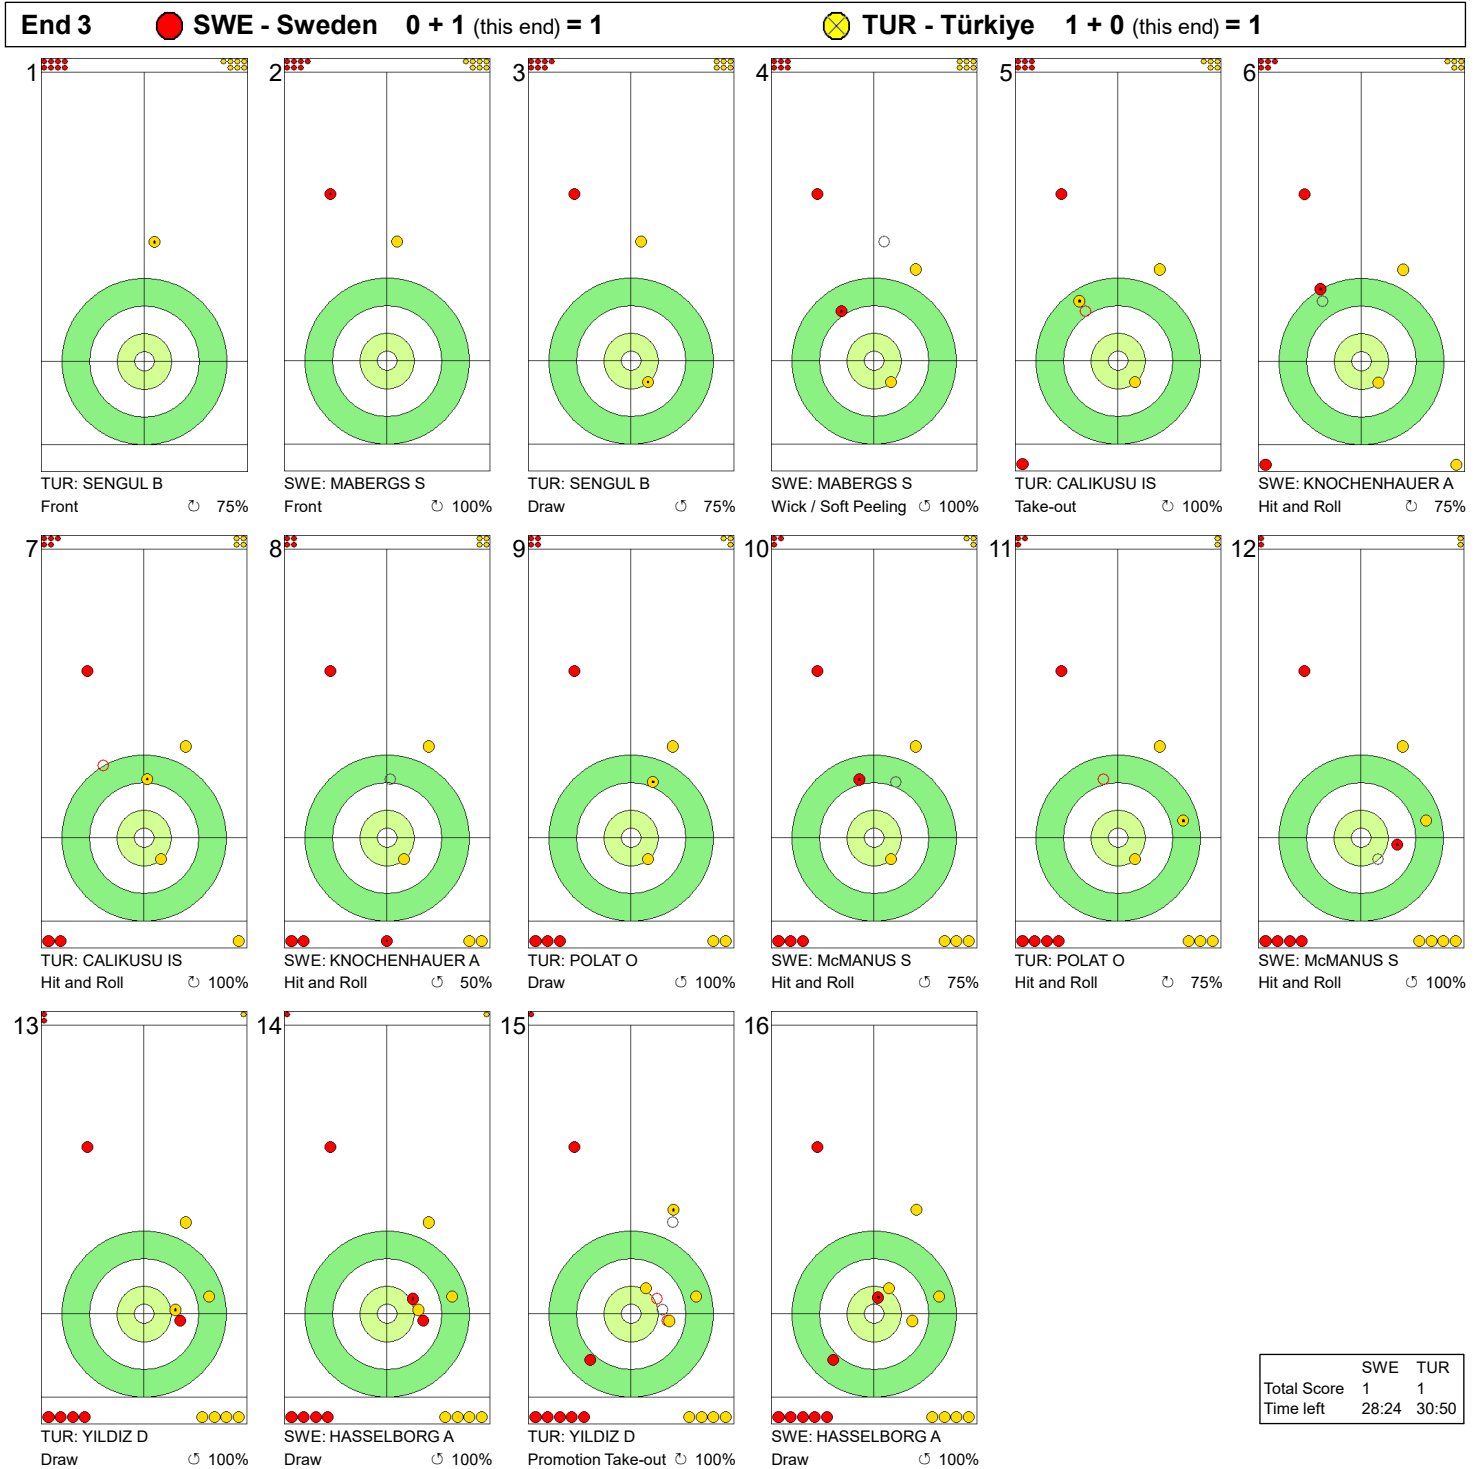 End 3 SWE - Sweden 0 + 1 (this end) = 1 TUR - Türkiye 1 + 0 (this end) = 1
1 2 3 4 5 6
TUR: SENGUL B SWE: MABERGS S TUR: SENGUL B SWE: MABERGS S TUR: CALIKUSU IS SWE: KNOCHENHAUER A
Front ↻ 75% Front ↻ 100% Draw ↺ 75% Wick / Soft Peeling ↺ 100% Take-out ↻ 100% Hit and Roll ↻ 75%
7 8 9 10 11 12
TUR: CALIKUSU IS SWE: KNOCHENHAUER A TUR: POLAT O SWE: McMANUS S TUR: POLAT O SWE: McMANUS S
Hit and Roll ↻ 100% Hit and Roll ↺ 50% Draw ↺ 100% Hit and Roll ↺ 75% Hit and Roll ↻ 75% Hit and Roll ↻ 100%
13 14 15 16
TUR: YILDIZ D SWE: HASSELBORG A TUR: YILDIZ D SWE: HASSELBORG A
Draw ↺ 100% Draw ↺ 100% Promotion Take-out ↻ 100% Draw ↺ 100%
SWE TUR
Total Score 1 1
Time left 28:24 30:50